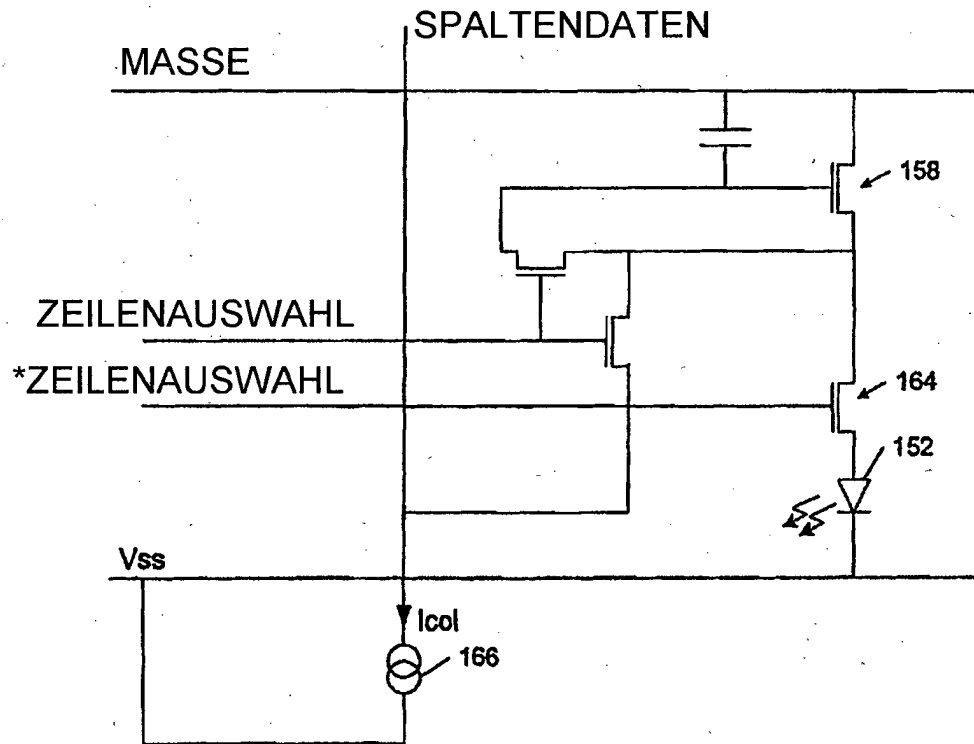 SPALTENDATEN
MASSE
158
ZEILENAUSWAHL
*ZEILENAUSWAHL
164
152
Vss
Icol
166